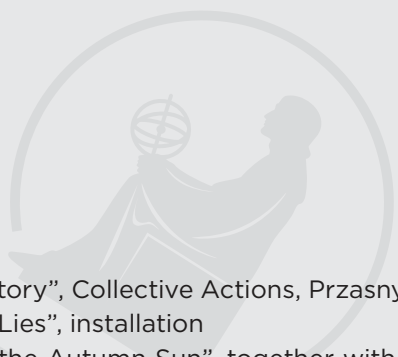 tory”, Collective Actions, Przasny
Lies”, installation
the Autumn Sun”, together with